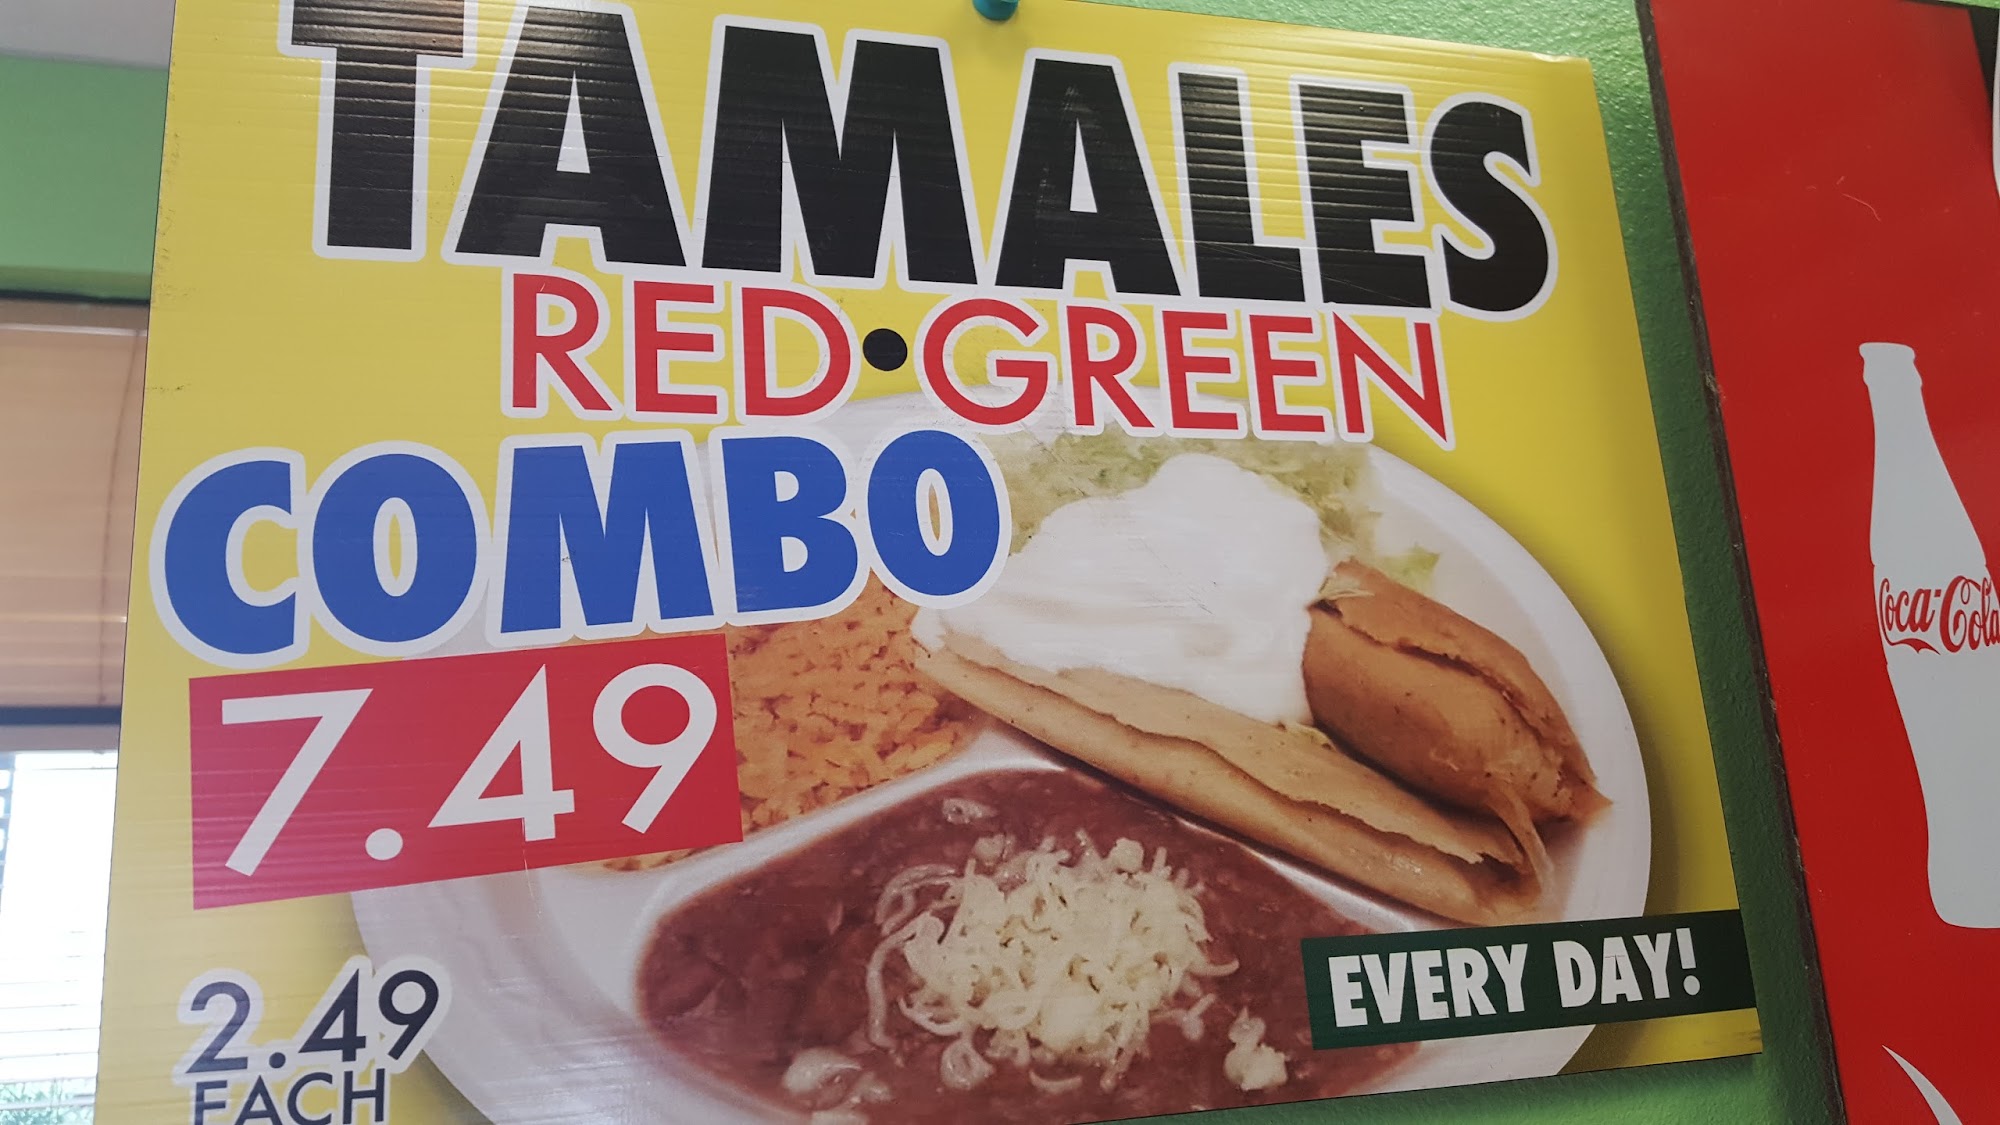 TAMALES
RED•GREEN
COMBO
7.49
2.49
EACH
EVERY DAY!
Coca-Cola